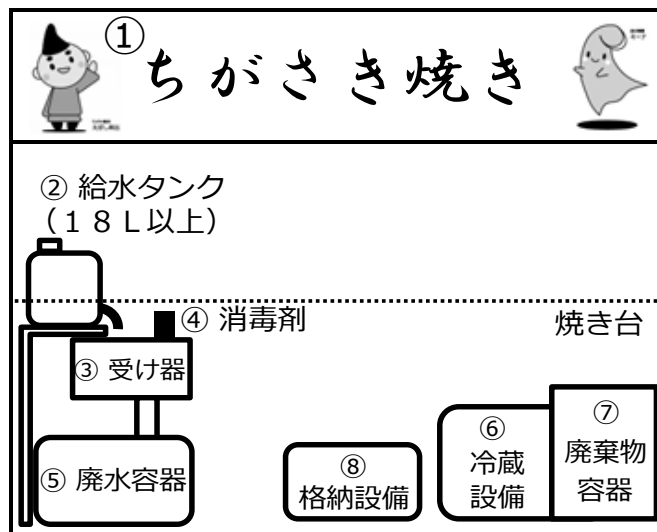 ① ちがさき焼き
② 給水タンク
（１８Ｌ以上）
④ 消毒剤
焼き台
③ 受け器
⑤ 廃水容器
⑧
格納設備
⑥
冷蔵
設備
⑦
廃棄物
容器